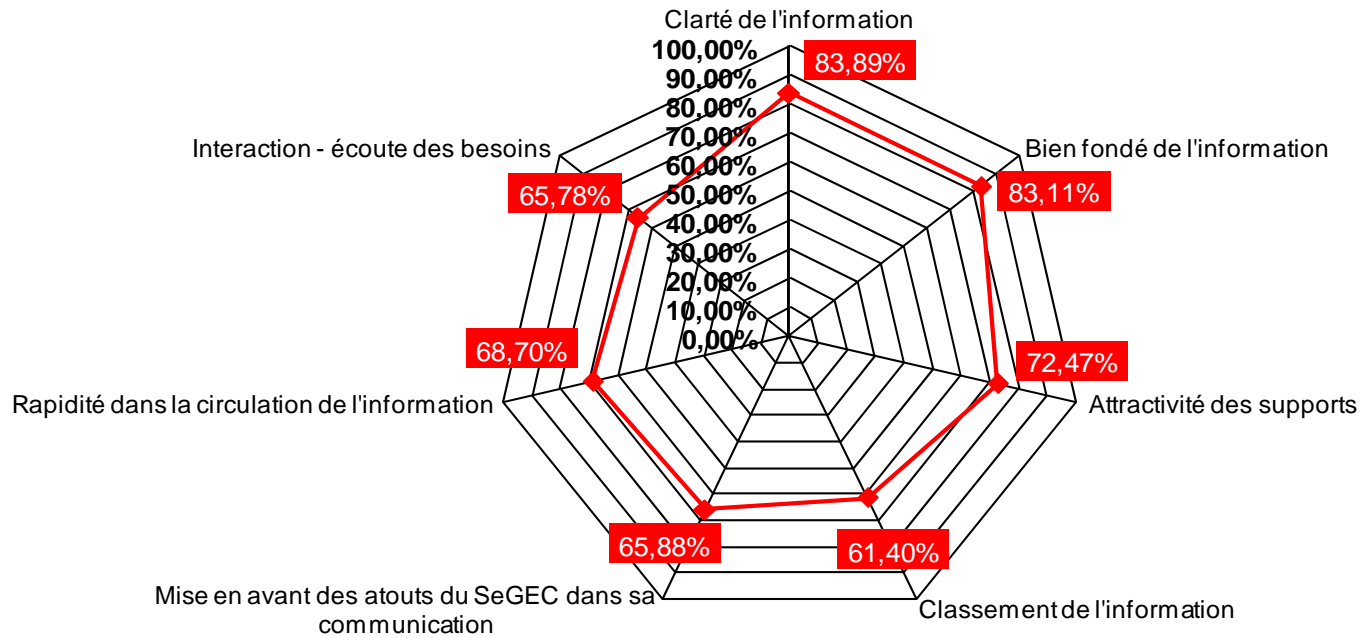 Clarté de l'information
100,00%
90,00%
80,00%
70,00%
60,00%
50,00%
40,00%
30,00%
20,00%
10,00%
0,00%
83,89%
Bien fondé de l'information
83,11%
72,47%
Attractivité des supports
61,40%
Classement de l'information
65,88%
Mise en avant des atouts du SeGEC dans sa
communication
68,70%
Rapidité dans la circulation de l'information
Interaction - écoute des besoins
65,78%